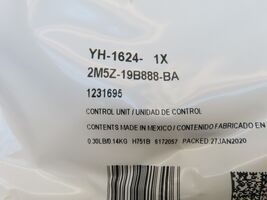 YH-1624- 1X
2M5Z-19B888-BA
1231695
CONTROL UNIT / UNIDAD DE CONTROL
CONTENTS MADE IN MEXICO / CONTENIDO FABRICADO EN
0.30LB/0.14KG H751B 6172057 PACKED:27JAN2020